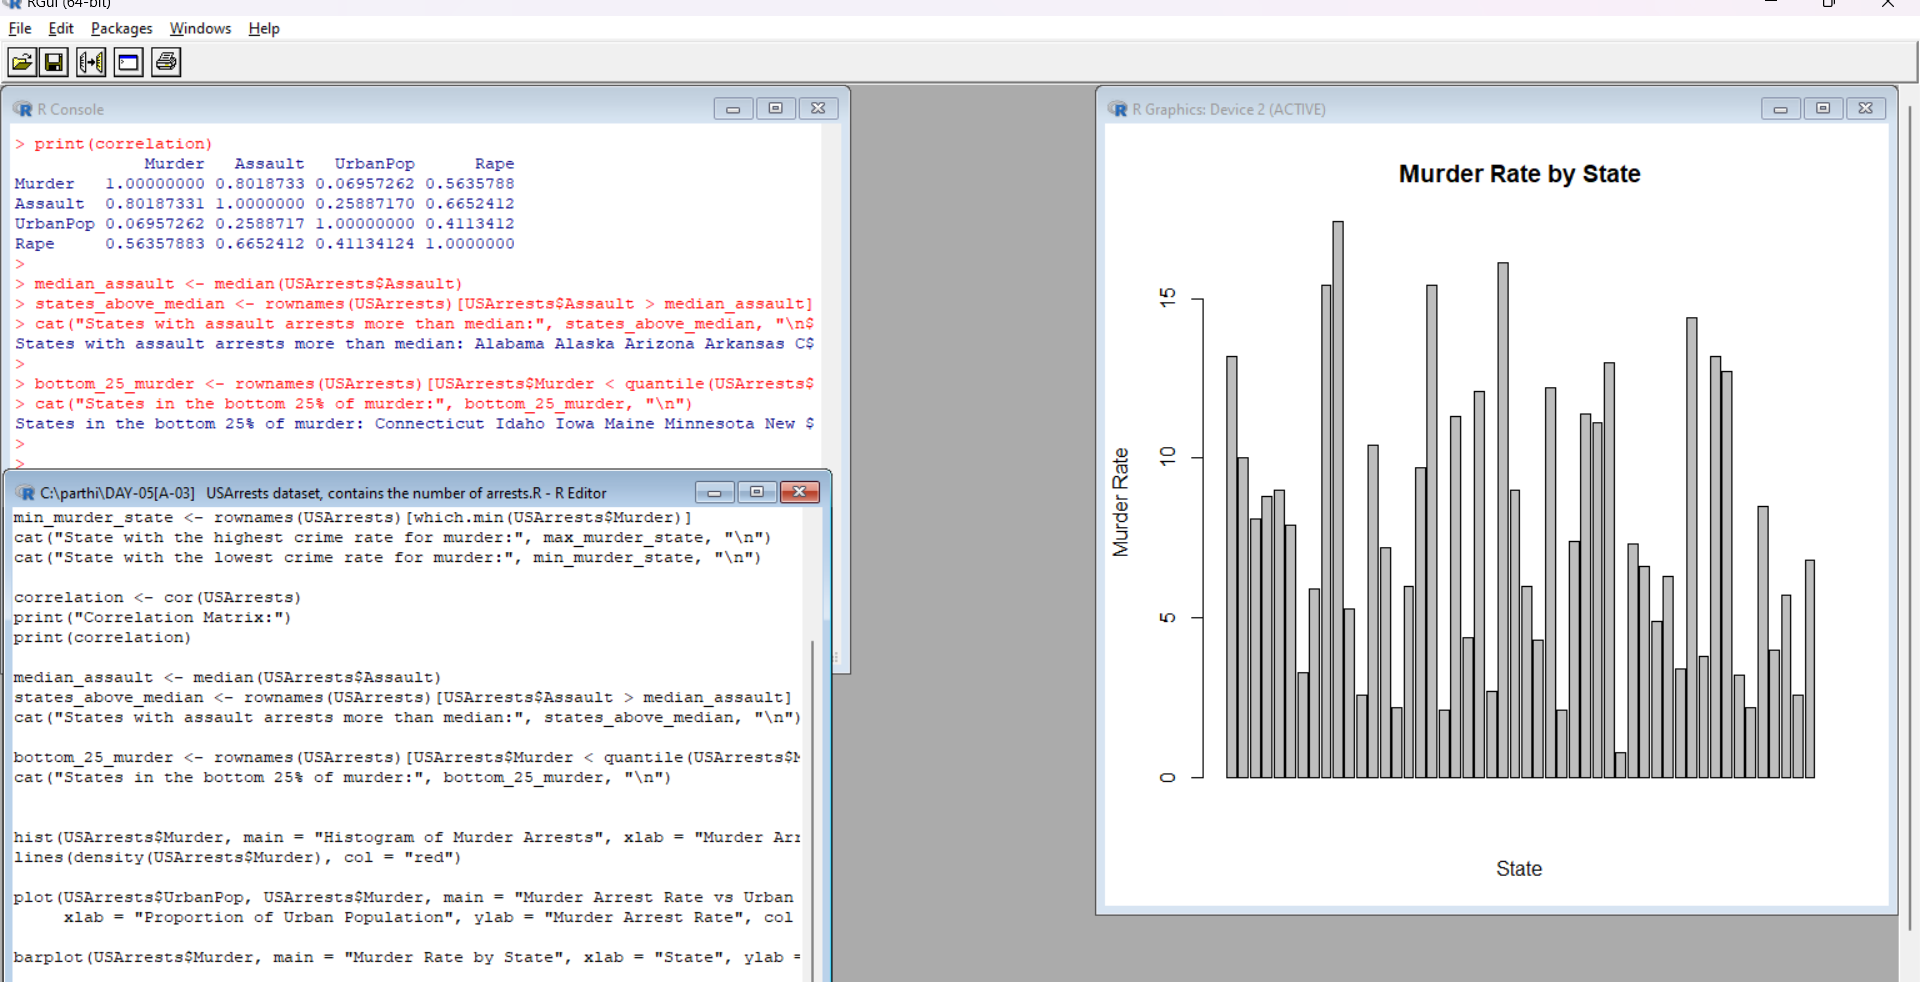 RGui (64-bit)
File Edit Packages Windows Help
R Console
> print(correlation)
Murder Assault UrbanPop Rape
Murder 1.00000000 0.8018733 0.06957262 0.5635788
Assault 0.80187331 1.0000000 0.25887170 0.6652412
UrbanPop 0.06957262 0.2588717 1.00000000 0.4113412
Rape 0.56357883 0.6652412 0.41134124 1.0000000
>
> median_assault <- median(USArrests$Assault)
> states_above_median <- rownames(USArrests)[USArrests$Assault > median_assault]
> cat("States with assault arrests more than median:", states_above_median, "\n$
States with assault arrests more than median: Alabama Alaska Arizona Arkansas C$
>
> bottom_25_murder <- rownames(USArrests)[USArrests$Murder < quantile(USArrests$
> cat("States in the bottom 25% of murder:", bottom_25_murder, "\n")
States in the bottom 25% of murder: Connecticut Idaho Iowa Maine Minnesota New $
>
>
C:\parthi\DAY-05[A-03] USArrests dataset, contains the number of arrests.R - R Editor
min_murder_state <- rownames(USArrests)[which.min(USArrests$Murder)]
cat("State with the highest crime rate for murder:", max_murder_state, "\n")
cat("State with the lowest crime rate for murder:", min_murder_state, "\n")
correlation <- cor(USArrests)
print("Correlation Matrix:")
print(correlation)
median_assault <- median(USArrests$Assault)
states_above_median <- rownames(USArrests)[USArrests$Assault > median_assault]
cat("States with assault arrests more than median:", states_above_median, "\n")
bottom_25_murder <- rownames(USArrests)[USArrests$Murder < quantile(USArrests$M
cat("States in the bottom 25% of murder:", bottom_25_murder, "\n")
hist(USArrests$Murder, main = "Histogram of Murder Arrests", xlab = "Murder Arr
lines(density(USArrests$Murder), col = "red")
plot(USArrests$UrbanPop, USArrests$Murder, main = "Murder Arrest Rate vs Urban
xlab = "Proportion of Urban Population", ylab = "Murder Arrest Rate", col
barplot(USArrests$Murder, main = "Murder Rate by State", xlab = "State", ylab =
R Graphics: Device 2 (ACTIVE)
Murder Rate by State
Murder Rate
15
10
5
0
State